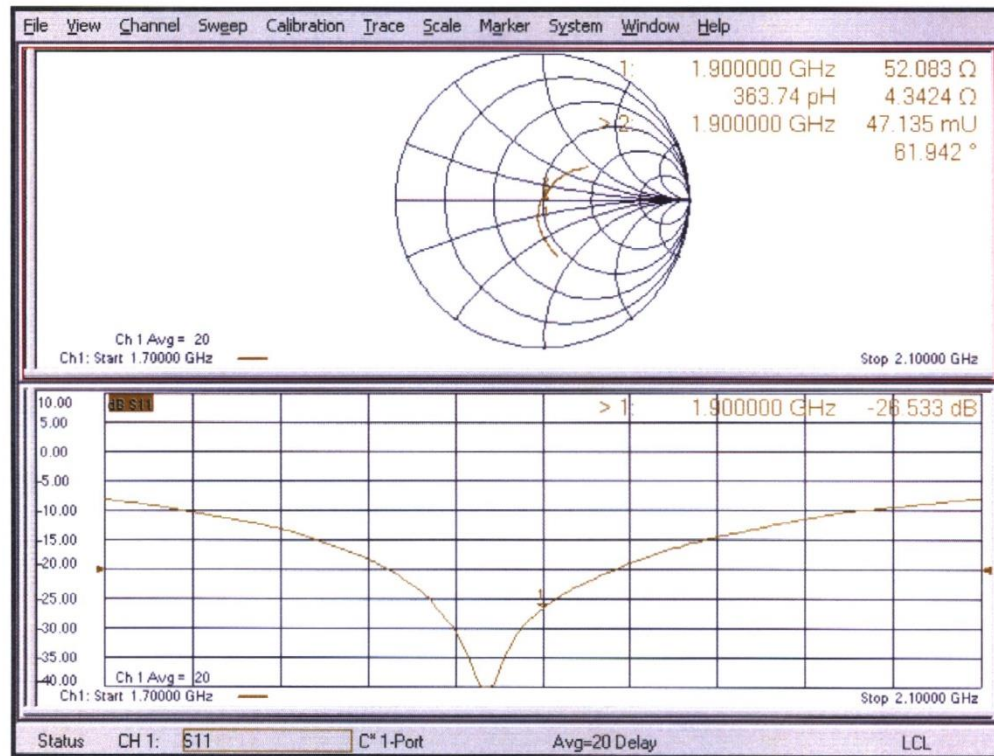 File View Channel Sweep Calibration Trace Scale Marker System Window Help
1: 1.900000 GHz 52.083 Ω
363.74 pH 4.3424 Ω
> 2: 1.900000 GHz 47.135 mU
61.942 °
Ch 1 Avg = 20
Ch1: Start 1.70000 GHz Stop 2.10000 GHz
10.00 dB S11 > 1: 1.900000 GHz -26.533 dB
5.00
0.00
-5.00
-10.00
-15.00
-20.00
-25.00 1
-30.00
-35.00
-40.00 Ch 1 Avg = 20
Ch1: Start 1.70000 GHz Stop 2.10000 GHz
Status CH 1: S11 C* 1-Port Avg=20 Delay LCL